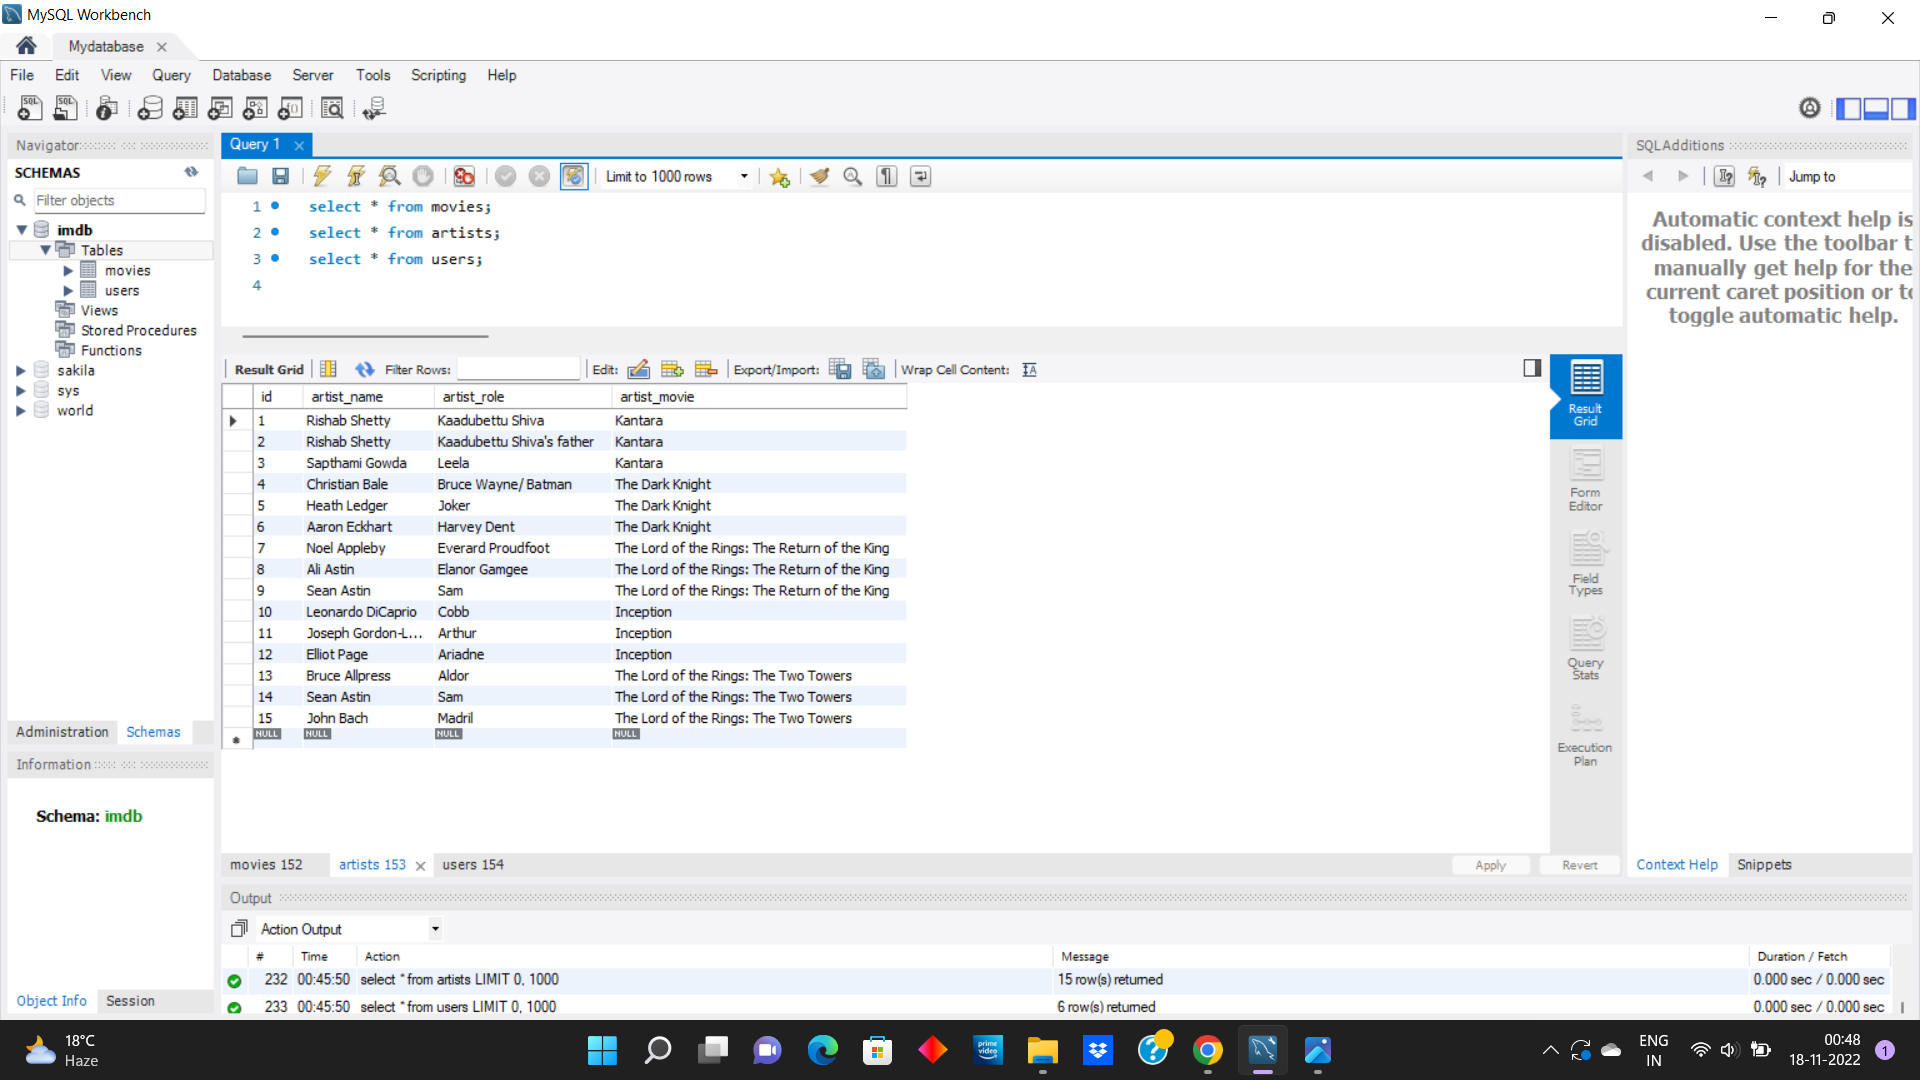 MySQL Workbench
Mydatabase
File Edit View Query Database Server Tools Scripting Help
Navigator
SCHEMAS
Filter objects
imdb
Tables
movies
users
Views
Stored Procedures
Functions
sakila
sys
world
Administration Schemas
Information
Schema: imdb
Object Info Session
Query 1
Limit to 1000 rows
1 select * from movies;
2 select * from artists;
3 select * from users;
4
Result Grid Filter Rows: Edit: Export/Import: Wrap Cell Content:
id artist_name artist_role artist_movie
1 Rishab Shetty Kaadubettu Shiva Kantara
2 Rishab Shetty Kaadubettu Shiva's father Kantara
3 Sapthami Gowda Leela Kantara
4 Christian Bale Bruce Wayne/ Batman The Dark Knight
5 Heath Ledger Joker The Dark Knight
6 Aaron Eckhart Harvey Dent The Dark Knight
7 Noel Appleby Everard Proudfoot The Lord of the Rings: The Return of the King
8 Ali Astin Elanor Gamgee The Lord of the Rings: The Return of the King
9 Sean Astin Sam The Lord of the Rings: The Return of the King
10 Leonardo DiCaprio Cobb Inception
11 Joseph Gordon-L... Arthur Inception
12 Elliot Page Ariadne Inception
13 Bruce Allpress Aldor The Lord of the Rings: The Two Towers
14 Sean Astin Sam The Lord of the Rings: The Two Towers
15 John Bach Madril The Lord of the Rings: The Two Towers
NULL NULL NULL NULL
Result
Grid
Form
Editor
Field
Types
Query
Stats
Execution
Plan
movies 152 artists 153 users 154
Apply Revert
SQLAdditions
Jump to
Automatic context help is
disabled. Use the toolbar t
manually get help for the
current caret position or to
toggle automatic help.
Context Help Snippets
Output
Action Output
# Time Action Message Duration / Fetch
232 00:45:50 select * from artists LIMIT 0, 1000 15 row(s) returned 0.000 sec / 0.000 sec
233 00:45:50 select * from users LIMIT 0, 1000 6 row(s) returned 0.000 sec / 0.000 sec
18°C
Haze
prime
video
ENG
IN
00:48
18-11-2022
1